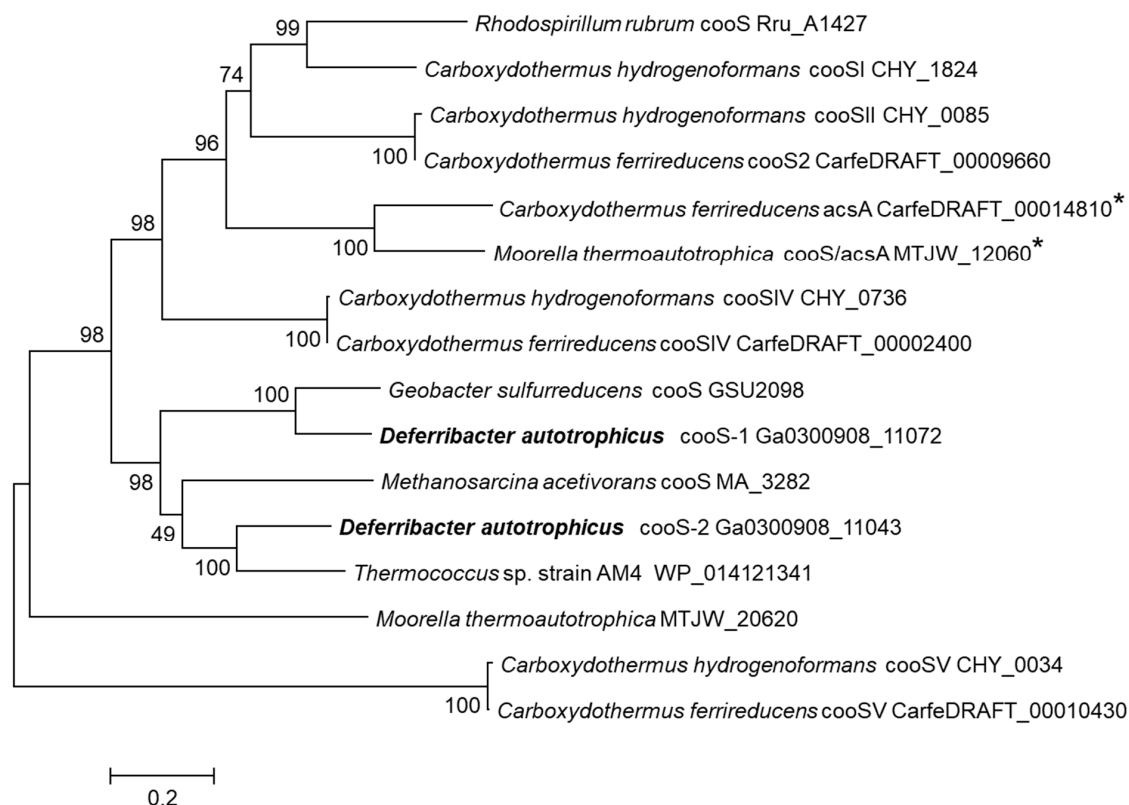 99
Rhodospirillum rubrum cooS Rru_A1427
Carboxydothermus hydrogenoformans cooSI CHY_1824
74
Carboxydothermus hydrogenoformans cooSII CHY_0085
96
100
Carboxydothermus ferrireducens cooS2 CarfeDRAFT_00009660
Carboxydothermus ferrireducens acsA CarfeDRAFT_00014810*
98
100
Moorella thermoautotrophica cooS/acsA MTJW_12060*
Carboxydothermus hydrogenoformans cooSIV CHY_0736
98
100
Carboxydothermus ferrireducens cooSIV CarfeDRAFT_00002400
100
Geobacter sulfurreducens cooS GSU2098
Deferribacter autotrophicus cooS-1 Ga0300908_11072
98
Methanosarcina acetivorans cooS MA_3282
49
Deferribacter autotrophicus cooS-2 Ga0300908_11043
100
Thermococcus sp. strain AM4 WP_014121341
Moorella thermoautotrophica MTJW_20620
Carboxydothermus hydrogenoformans cooSV CHY_0034
100
Carboxydothermus ferrireducens cooSV CarfeDRAFT_00010430
0.2